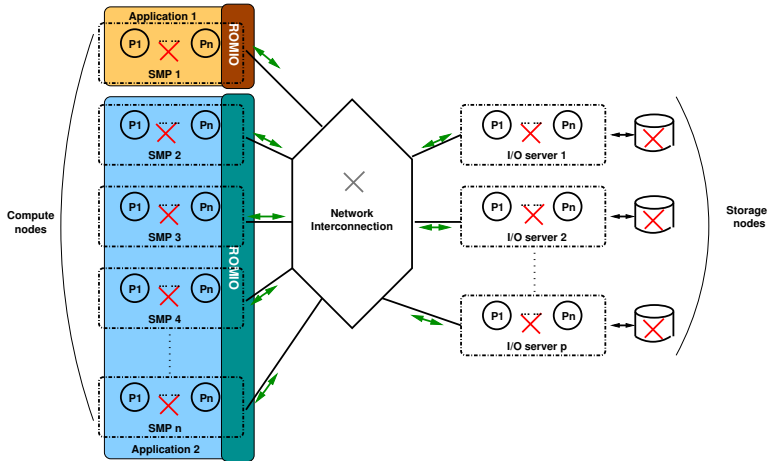 Application 1
P1 Pn
SMP 1
ROMIO
P1 Pn
SMP 2
P1 Pn
SMP 3
P1 Pn
SMP 4
P1 Pn
SMP n
ROMIO
Application 2
Compute
nodes
Network
Interconnection
P1 Pn
I/O server 1
P1 Pn
I/O server 2
P1 Pn
I/O server p
Storage
nodes